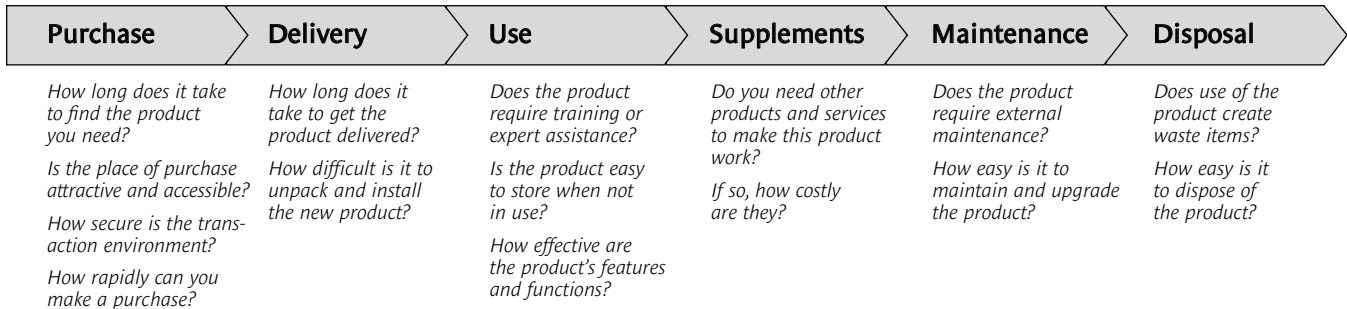 Purchase
Delivery
Use
Supplements
Maintenance
Disposal
How long does it take
to find the product
you need?
Is the place of purchase
attractive and accessible?
How secure is the trans-
action environment?
How rapidly can you
make a purchase?
How long does it
take to get the
product delivered?
How difficult is it to
unpack and install
the new product?
Does the product
require training or
expert assistance?
Is the product easy
to store when not
in use?
How effective are
the product's features
and functions?
Do you need other
products and services
to make this product
work?
If so, how costly
are they?
Does the product
require external
maintenance?
How easy is it to
maintain and upgrade
the product?
Does use of the
product create
waste items?
How easy is it
to dispose of
the product?